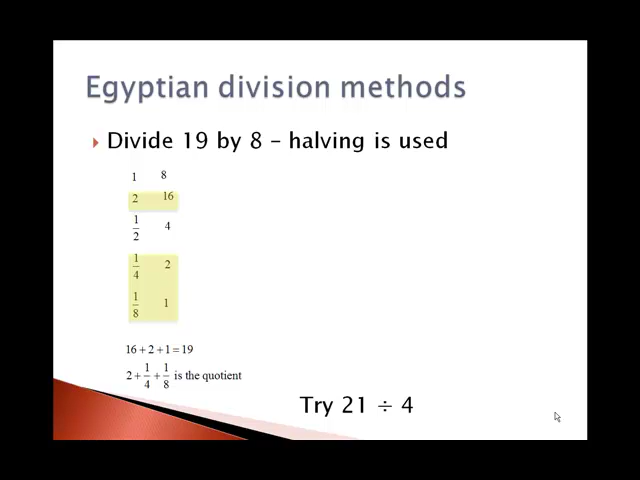 Egyptian division methods
Divide 19 by 8 – halving is used
1 8
2 16
1/2 4
1/4 2
1/8 1
16 + 2 + 1 = 19
2 + 1/4 + 1/8 is the quotient
Try 21 ÷ 4